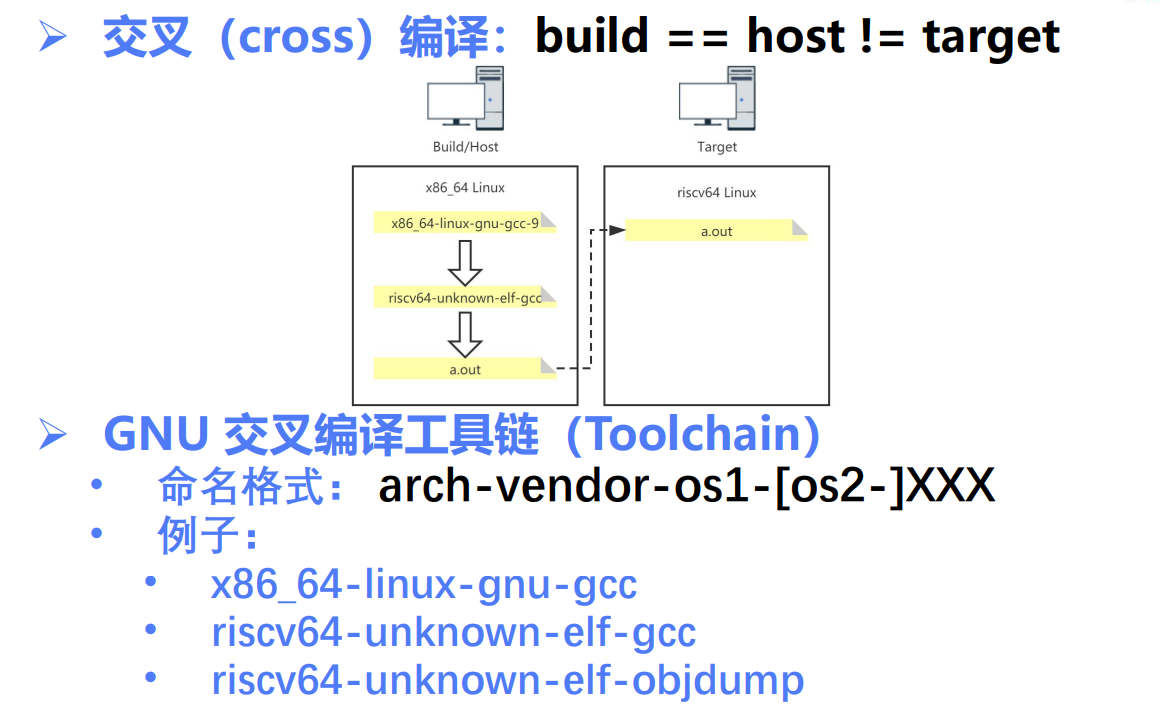 交叉（cross）编译：build == host != target
Build/Host
Target
x86_64 Linux
x86_64-linux-gnu-gcc-9
riscv64-unknown-elf-gcc
a.out
riscv64 Linux
a.out
GNU 交叉编译工具链（Toolchain）
命名格式： arch-vendor-os1-[os2-]XXX
例子：
x86_64-linux-gnu-gcc
riscv64-unknown-elf-gcc
riscv64-unknown-elf-objdump